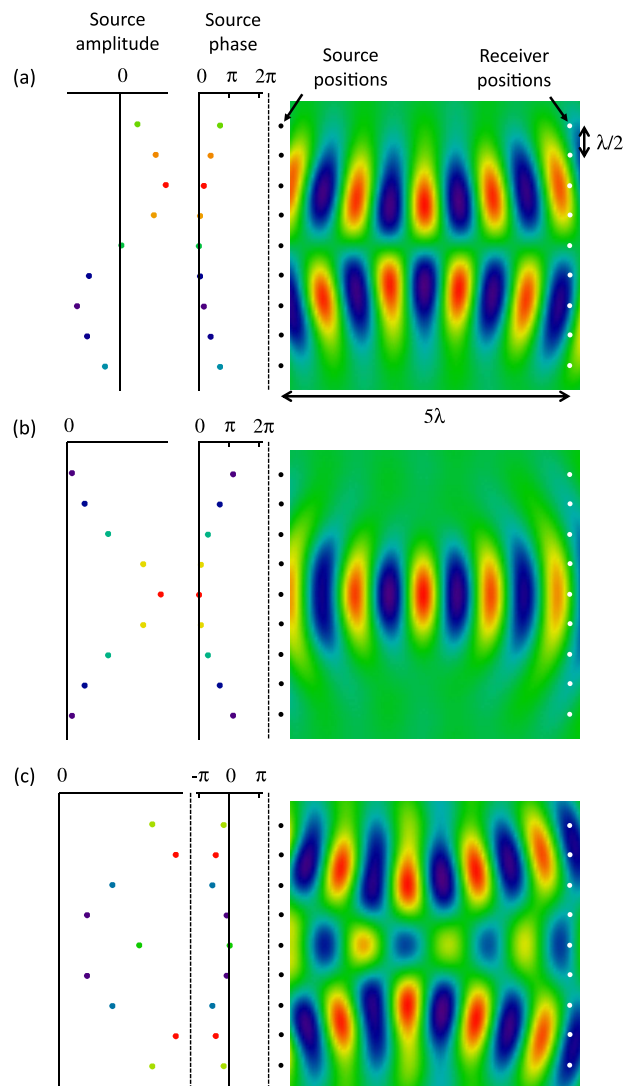 Source amplitude
Source phase
Source positions
Receiver positions
(a)
0
0 π 2π
λ/2
5λ
(b)
0
0 π 2π
(c)
0
-π 0 π